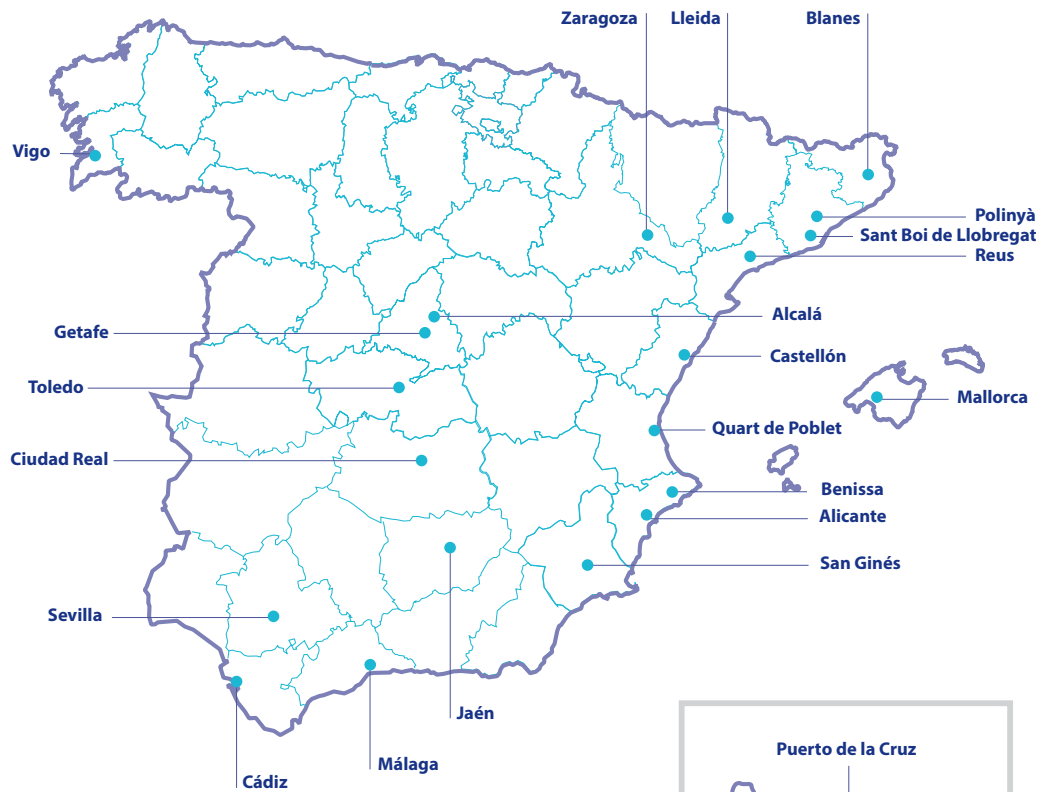 Zaragoza
Lleida
Blanes
Vigo
Polinyà
Sant Boi de Llobregat
Reus
Alcalá
Getafe
Castellón
Toledo
Mallorca
Quart de Poblet
Ciudad Real
Benissa
Alicante
San Ginés
Sevilla
Jaén
Puerto de la Cruz
Málaga
Cádiz